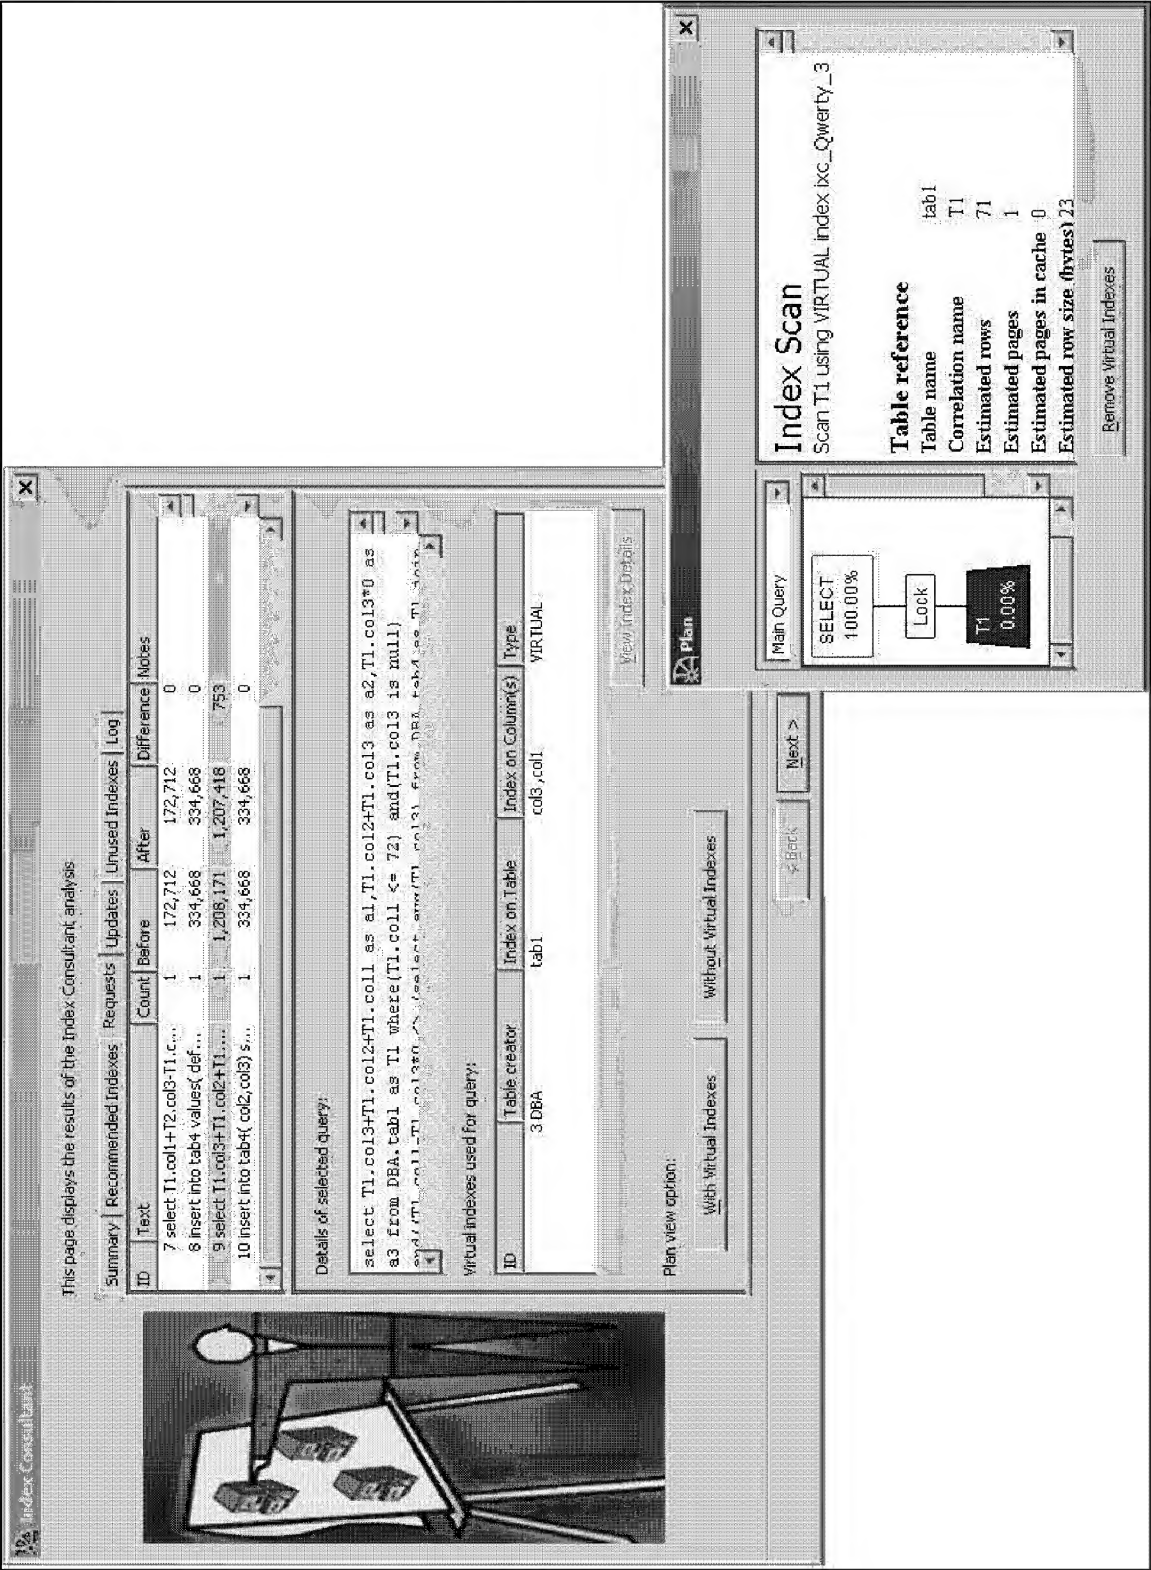 Index Consultant
This page displays the results of the Index Consultant analysis
Summary Recommended Indexes Requests Updates Unused Indexes Log
ID Text Count Before After Difference Notes
7 select T1.col1+T2.col3-T1.c... 1 172,712 172,712 0
8 insert into tab4 values( def... 1 334,668 334,668 0
9 select T1.col3+T1.col2+T1.... 1 1,208,171 1,207,418 753
10 insert into tab4( col2,col3) s... 1 334,668 334,668 0
Details of selected query:
select T1.col3+T1.col2+T1.col1 as a1,T1.col2+T1.col3 as a2,T1.col3*0 as
a3 from DBA.tab1 as T1 where(T1.col1 <= 72) and(T1.col3 is null)
Virtual indexes used for query:
ID Table creator Index on Table Index on Column(s) Type
3 DBA tab1 col3,col1 VIRTUAL
View Index Details
Plan view option:
With Virtual Indexes Without Virtual Indexes
< Back Next >
Plan
Main Query
SELECT
100.00%
Lock
T1
0.00%
Index Scan
Scan T1 using VIRTUAL index ixc_Qwerty_3
Table reference
Table name tab1
Correlation name T1
Estimated rows 71
Estimated pages 1
Estimated pages in cache 0
Estimated row size (bytes) 23
Remove Virtual Indexes